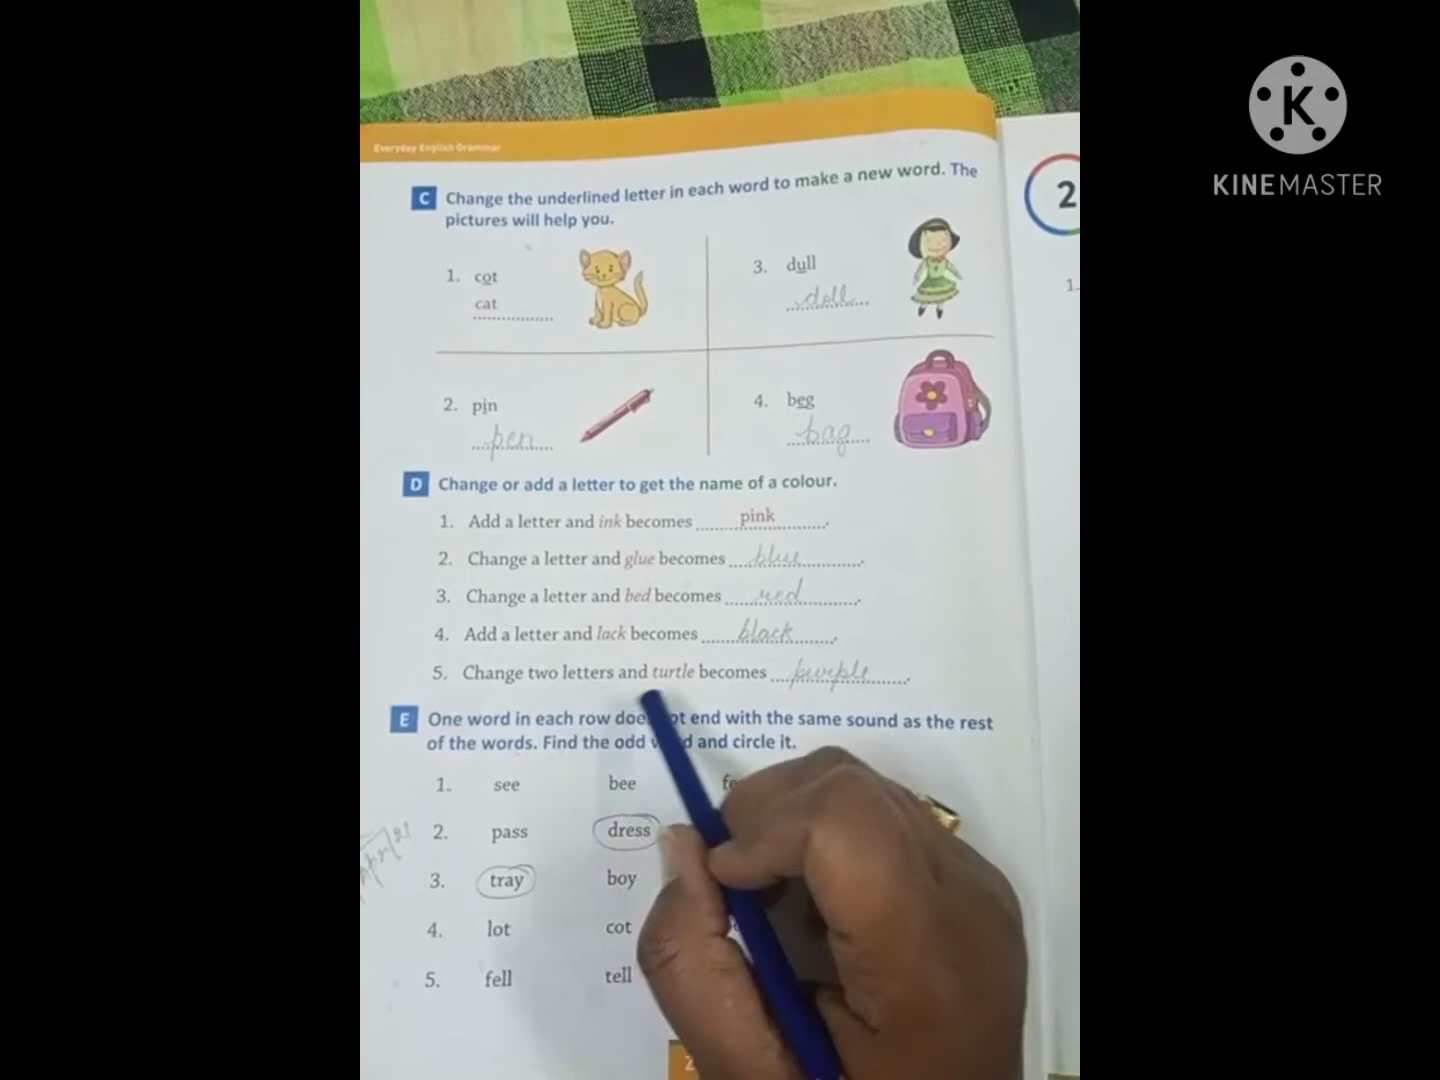 KINEMASTER
Everyday English Grammar
C Change the underlined letter in each word to make a new word. The
pictures will help you.
1. cot
cat
3. dull
doll
2. pin
pen
4. beg
bag
D Change or add a letter to get the name of a colour.
1. Add a letter and ink becomes pink.
2. Change a letter and glue becomes blue.
3. Change a letter and bed becomes red.
4. Add a letter and lack becomes black.
5. Change two letters and turtle becomes purple.
E One word in each row end with the same sound as the rest
of the words. Find the odd and circle it.
1. see bee
2. pass dress
3. tray boy
4. lot cot
5. fell tell
2
1.